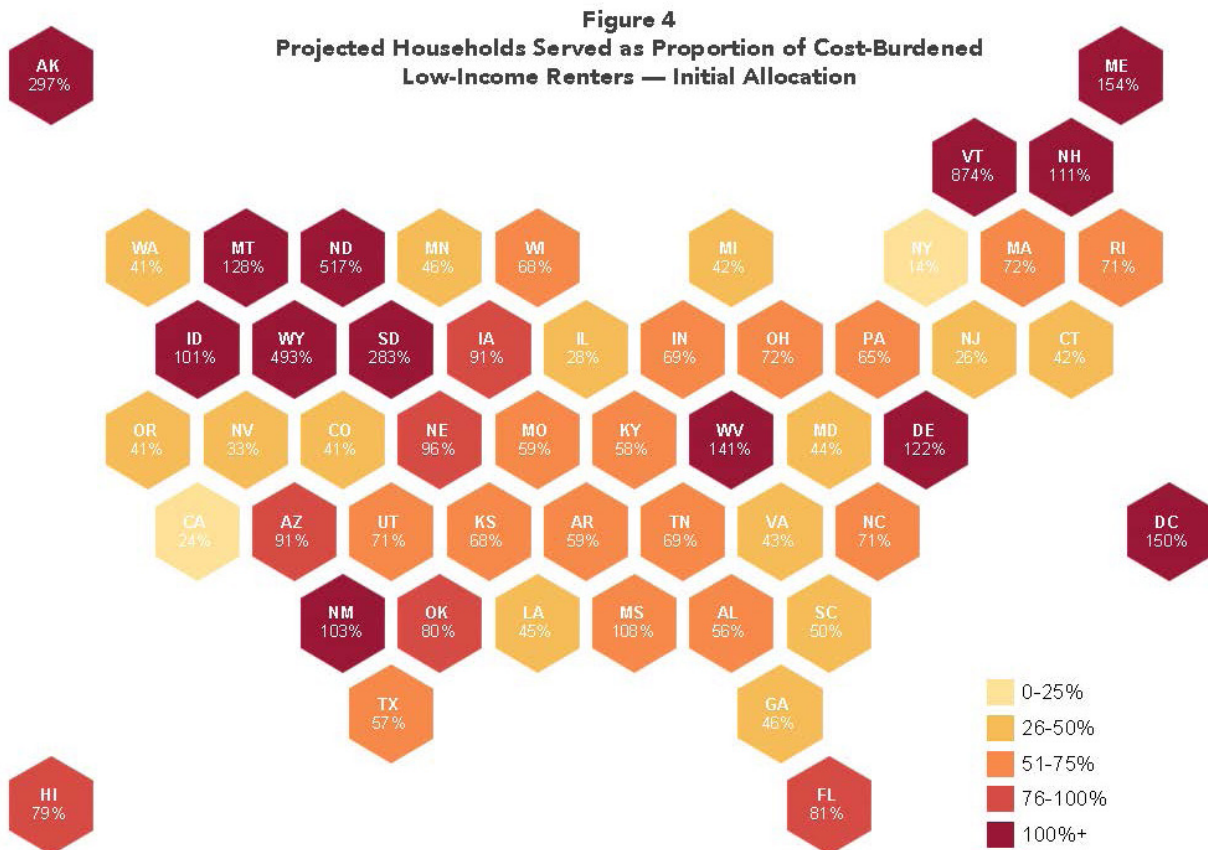 Figure 4
Projected Households Served as Proportion of Cost-Burdened
Low-Income Renters — Initial Allocation
AK
297%
ME
154%
VT
874%
NH
111%
WA
41%
MT
128%
ND
517%
MN
46%
WI
68%
MI
42%
NY
14%
MA
72%
RI
71%
ID
101%
WY
493%
SD
283%
IA
91%
IL
28%
IN
69%
OH
72%
PA
65%
NJ
26%
CT
42%
OR
41%
NV
33%
CO
41%
NE
96%
MO
59%
KY
58%
WV
141%
MD
44%
DE
122%
CA
24%
AZ
91%
UT
71%
KS
68%
AR
59%
TN
69%
VA
43%
NC
71%
DC
150%
NM
103%
OK
80%
LA
45%
MS
108%
AL
56%
SC
50%
TX
57%
GA
46%
HI
79%
FL
81%
0-25%
26-50%
51-75%
76-100%
100%+